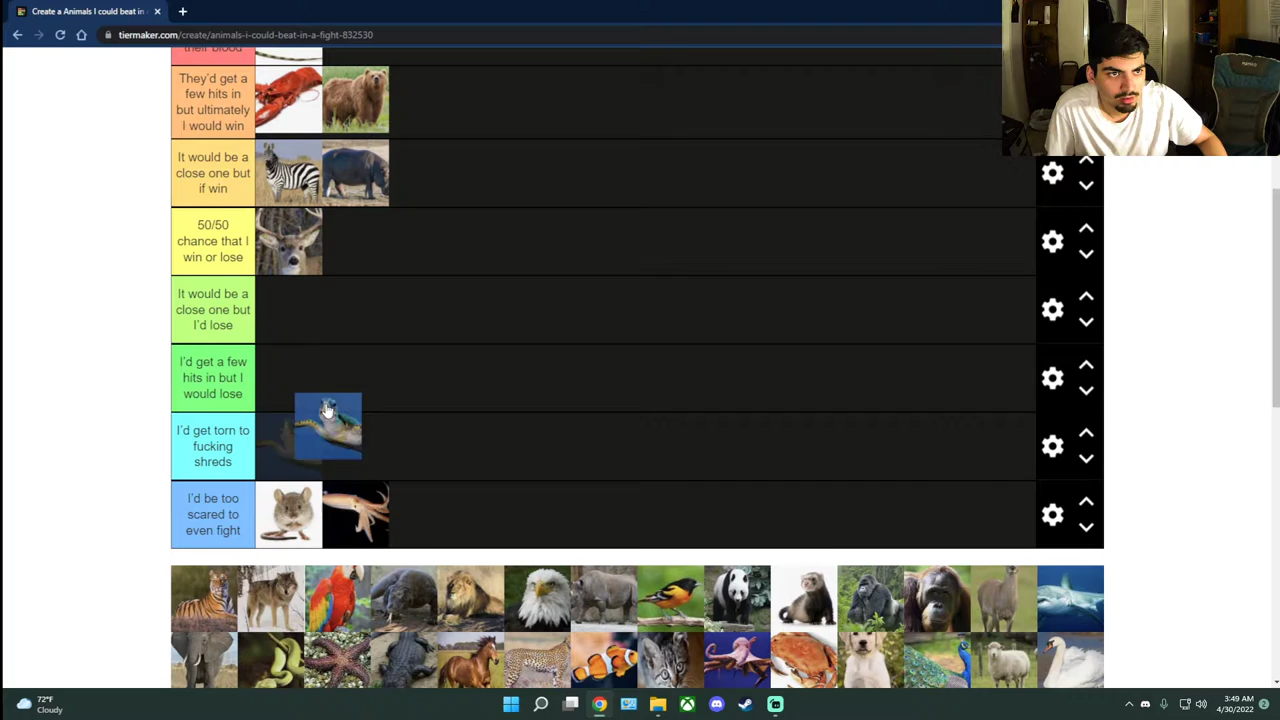 Create a Animals I could beat in
tiermaker.com/create/animals-i-could-beat-in-a-fight-832530
their blood
They'd get a
few hits in
but ultimately
I would win
It would be a
close one but
if win
50/50
chance that I
win or lose
It would be a
close one but
I'd lose
I'd get a few
hits in but I
would lose
I'd get torn to
fucking
shreds
I'd be too
scared to
even fight
72°F
Cloudy
3:49 AM
4/30/2022